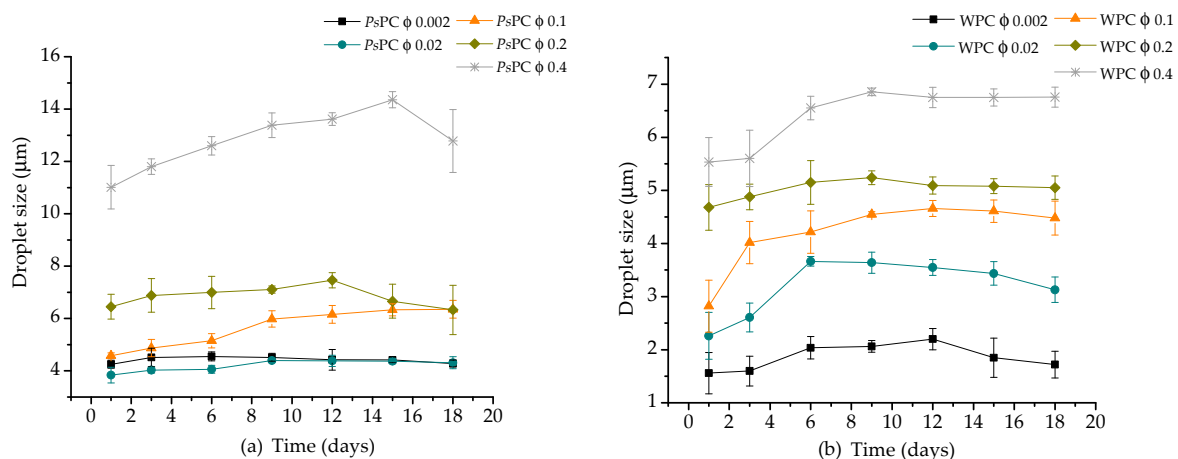 PsPC ϕ 0.002 PsPC ϕ 0.1
PsPC ϕ 0.02 PsPC ϕ 0.2
PsPC ϕ 0.4
16
14
12
10
8
6
4
Droplet size (µm)
0 2 4 6 8 10 12 14 16 18 20
(a) Time (days)
WPC ϕ 0.002 WPC ϕ 0.1
WPC ϕ 0.02 WPC ϕ 0.2
WPC ϕ 0.4
7
6
5
4
3
2
1
Droplet size (µm)
0 2 4 6 8 10 12 14 16 18 20
(b) Time (days)